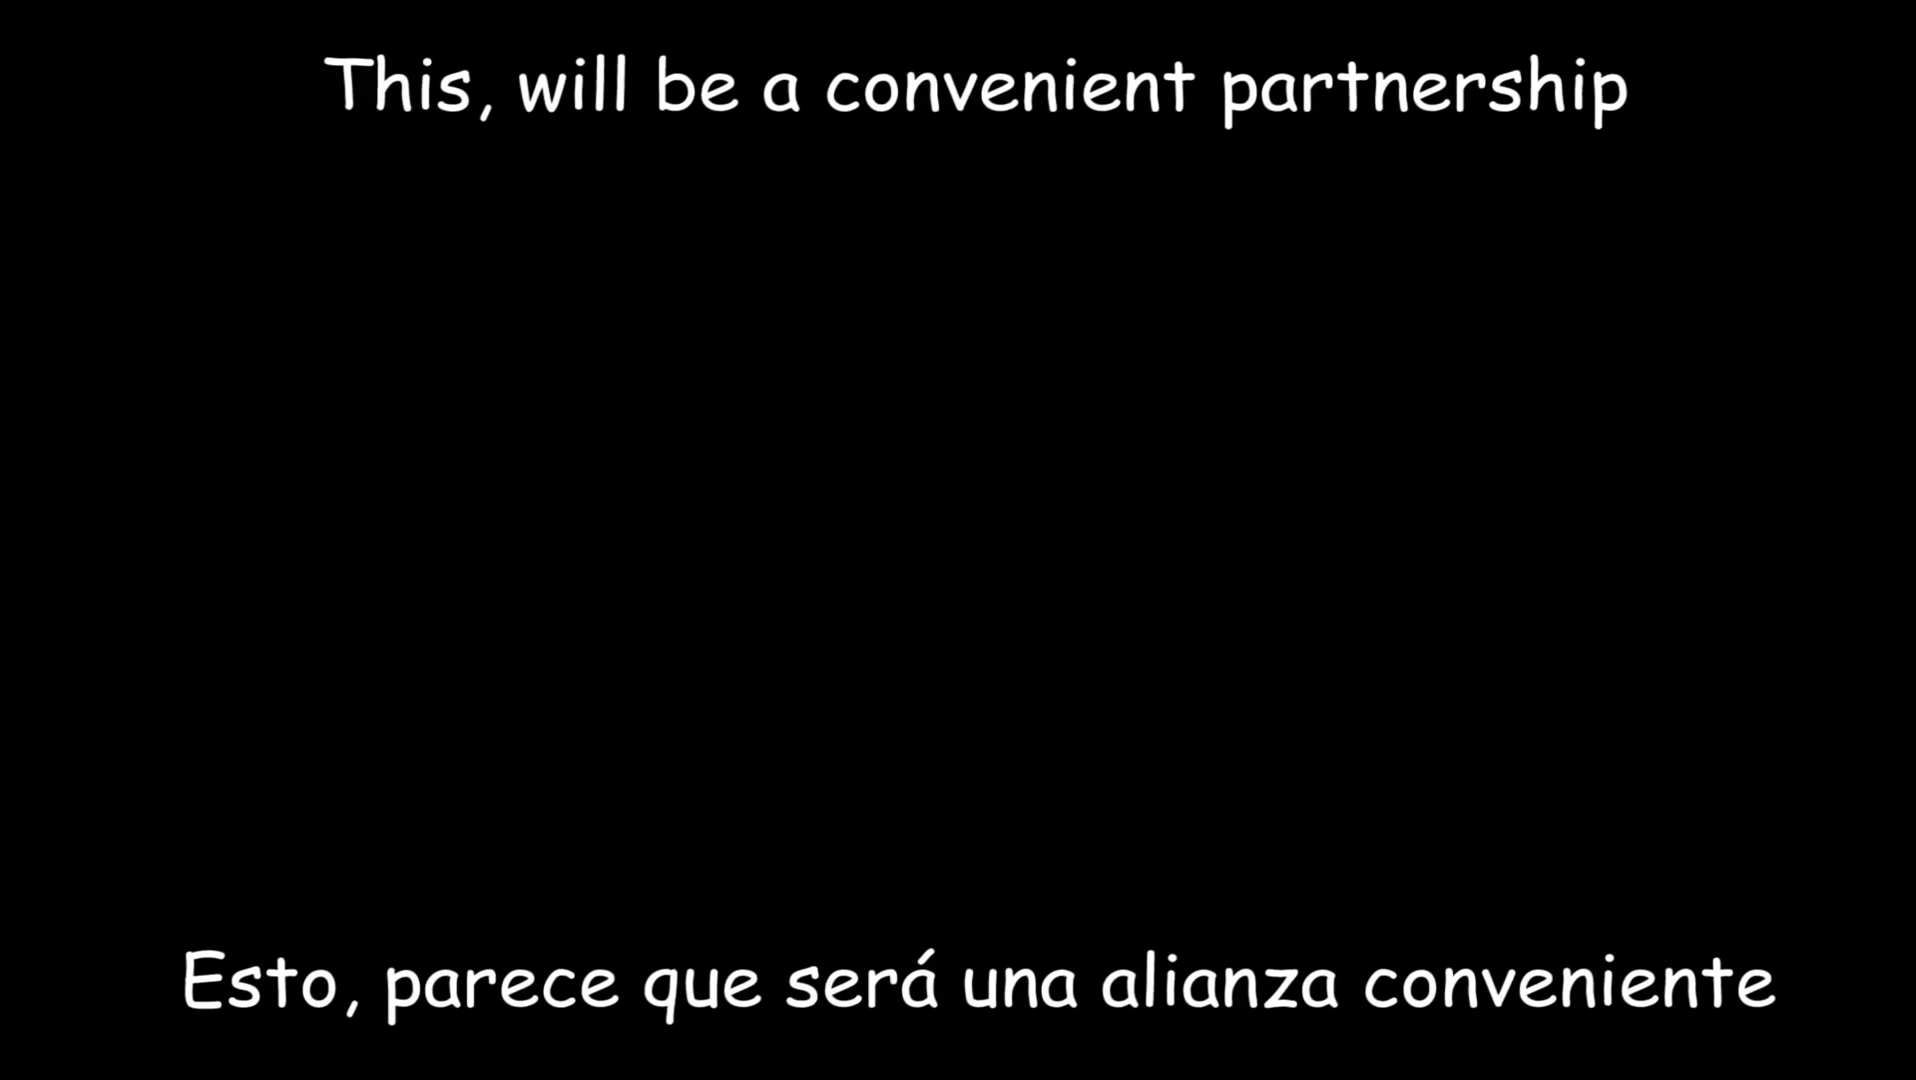 This, will be a convenient partnership
Esto, parece que será una alianza conveniente